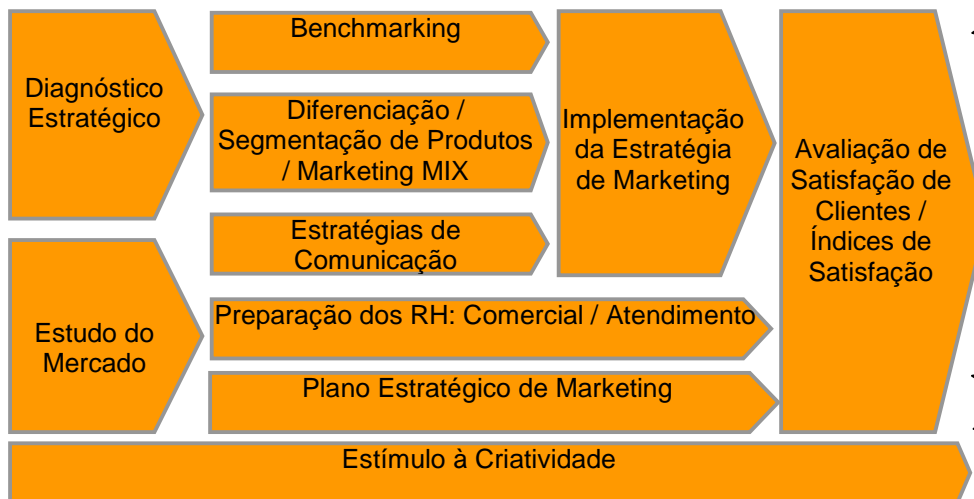 Diagnóstico
Estratégico
Estudo do
Mercado
Benchmarking
Diferenciação /
Segmentação de Produtos
/ Marketing MIX
Estratégias de
Comunicação
Implementação
da Estratégia
de Marketing
Preparação dos RH: Comercial / Atendimento
Plano Estratégico de Marketing
Avaliação de
Satisfação de
Clientes /
Índices de
Satisfação
Estímulo à Criatividade